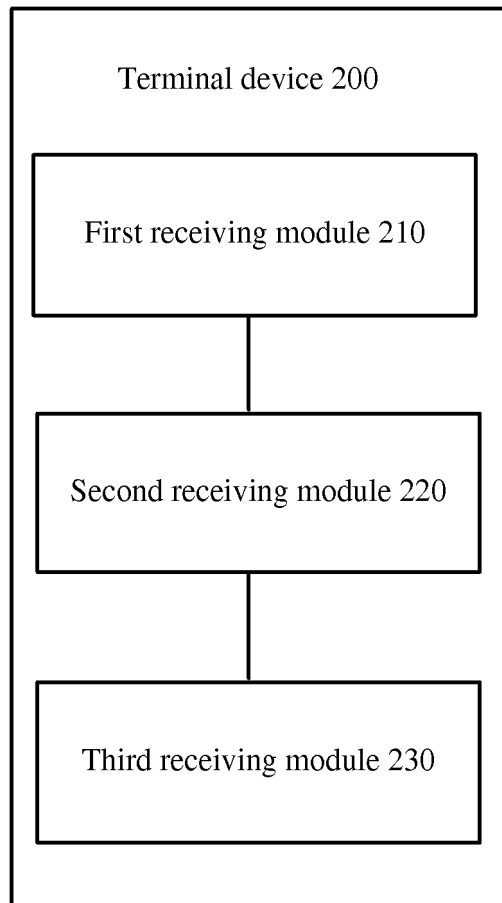 Terminal device 200
First receiving module 210
Second receiving module 220
Third receiving module 230